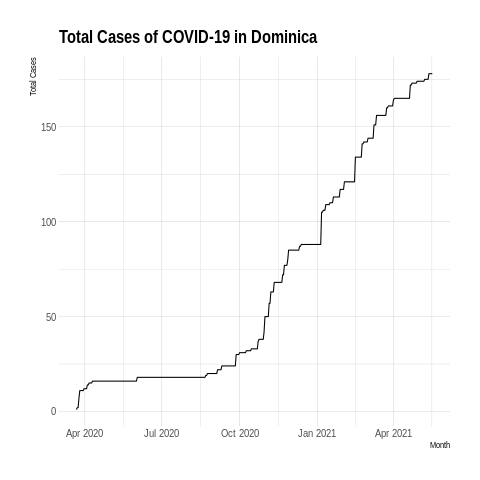 Total Cases of COVID-19 in Dominica
Total Cases
150
100
50
0
Apr 2020 Jul 2020 Oct 2020 Jan 2021 Apr 2021
Month